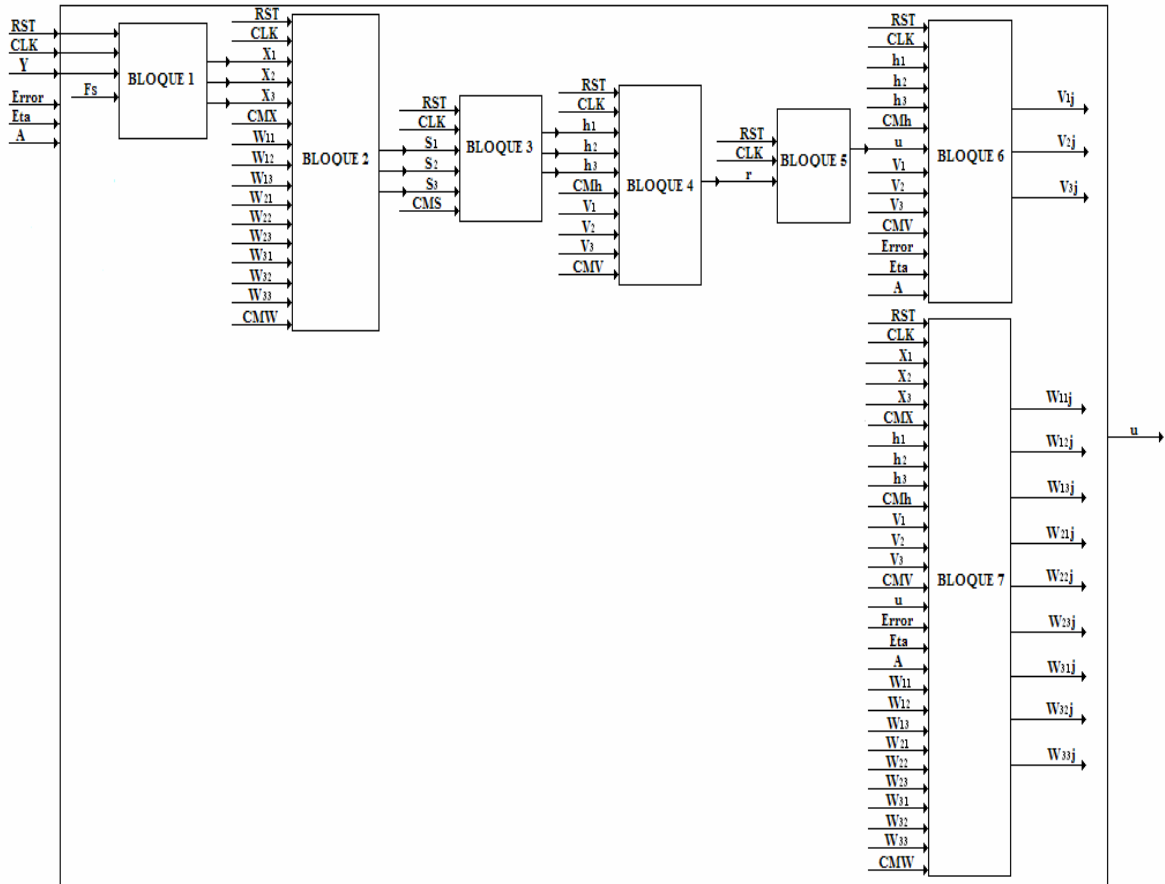 RST
CLK
Y
Error
Eta
A
Fs
BLOQUE 1
RST
CLK
X1
X2
X3
CMX
W11
W12
W13
W21
W22
W23
W31
W32
W33
CMW
BLOQUE 2
RST
CLK
S1
S2
S3
CMS
BLOQUE 3
RST
CLK
h1
h2
h3
CMh
V1
V2
V3
CMV
BLOQUE 4
RST
CLK
r
BLOQUE 5
RST
CLK
h1
h2
h3
CMh
u
V1
V2
V3
CMV
Error
Eta
A
BLOQUE 6
V1j
V2j
V3j
RST
CLK
X1
X2
X3
CMX
h1
h2
h3
CMh
V1
V2
V3
CMV
u
Error
Eta
A
W11
W12
W13
W21
W22
W23
W31
W32
W33
CMW
BLOQUE 7
W11j
W12j
W13j
W21j
W22j
W23j
W31j
W32j
W33j
u